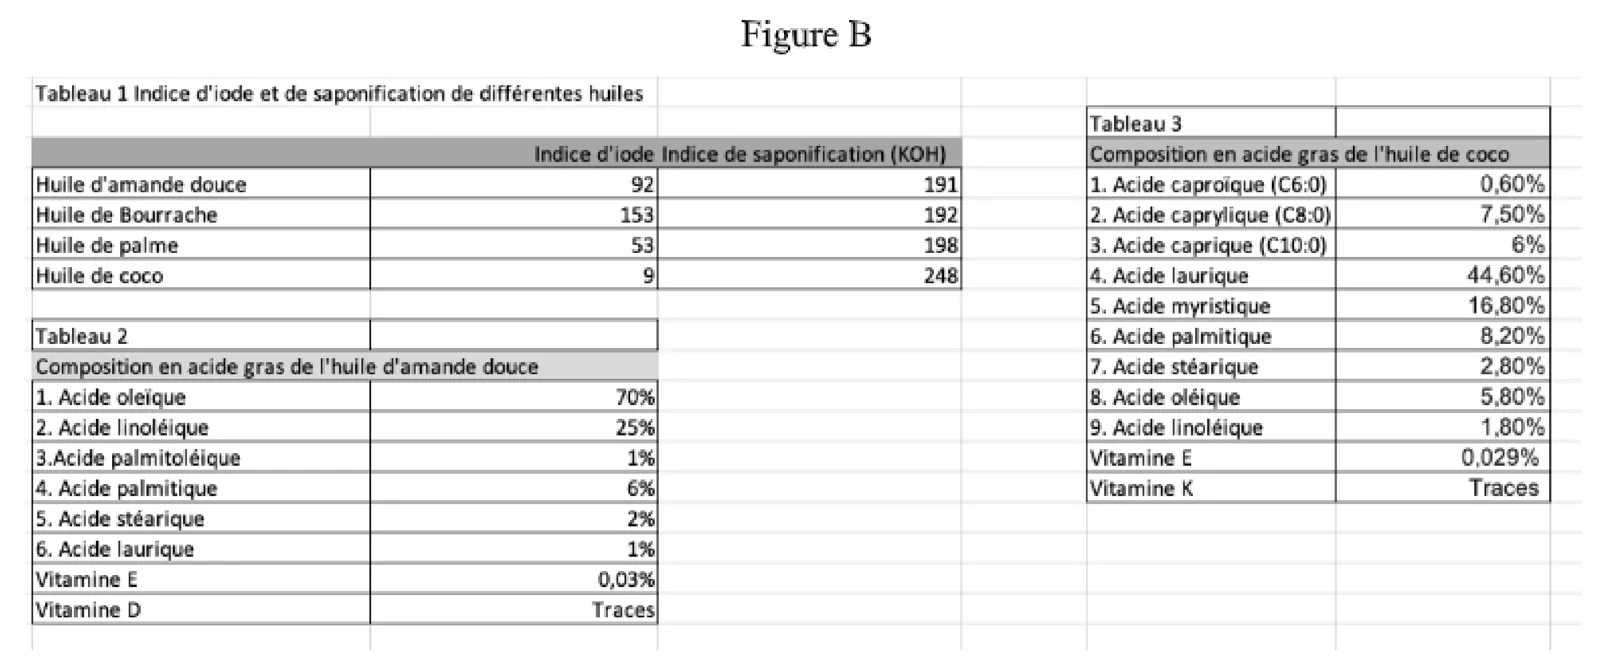 Figure B
Tableau 1 Indice d'iode et de saponification de différentes huiles
Indice d'iode Indice de saponification (KOH)
Huile d'amande douce 92 191
Huile de Bourrache 153 192
Huile de palme 53 198
Huile de coco 9 248
Tableau 2
Composition en acide gras de l'huile d'amande douce
1. Acide oleïque 70%
2. Acide linoléique 25%
3.Acide palmitoléique 1%
4. Acide palmitique 6%
5. Acide stéarique 2%
6. Acide laurique 1%
Vitamine E 0,03%
Vitamine D Traces
Tableau 3
Composition en acide gras de l'huile de coco
1. Acide caproïque (C6:0) 0,60%
2. Acide caprylique (C8:0) 7,50%
3. Acide caprique (C10:0) 6%
4. Acide laurique 44,60%
5. Acide myristique 16,80%
6. Acide palmitique 8,20%
7. Acide stéarique 2,80%
8. Acide oléique 5,80%
9. Acide linoléique 1,80%
Vitamine E 0,029%
Vitamine K Traces